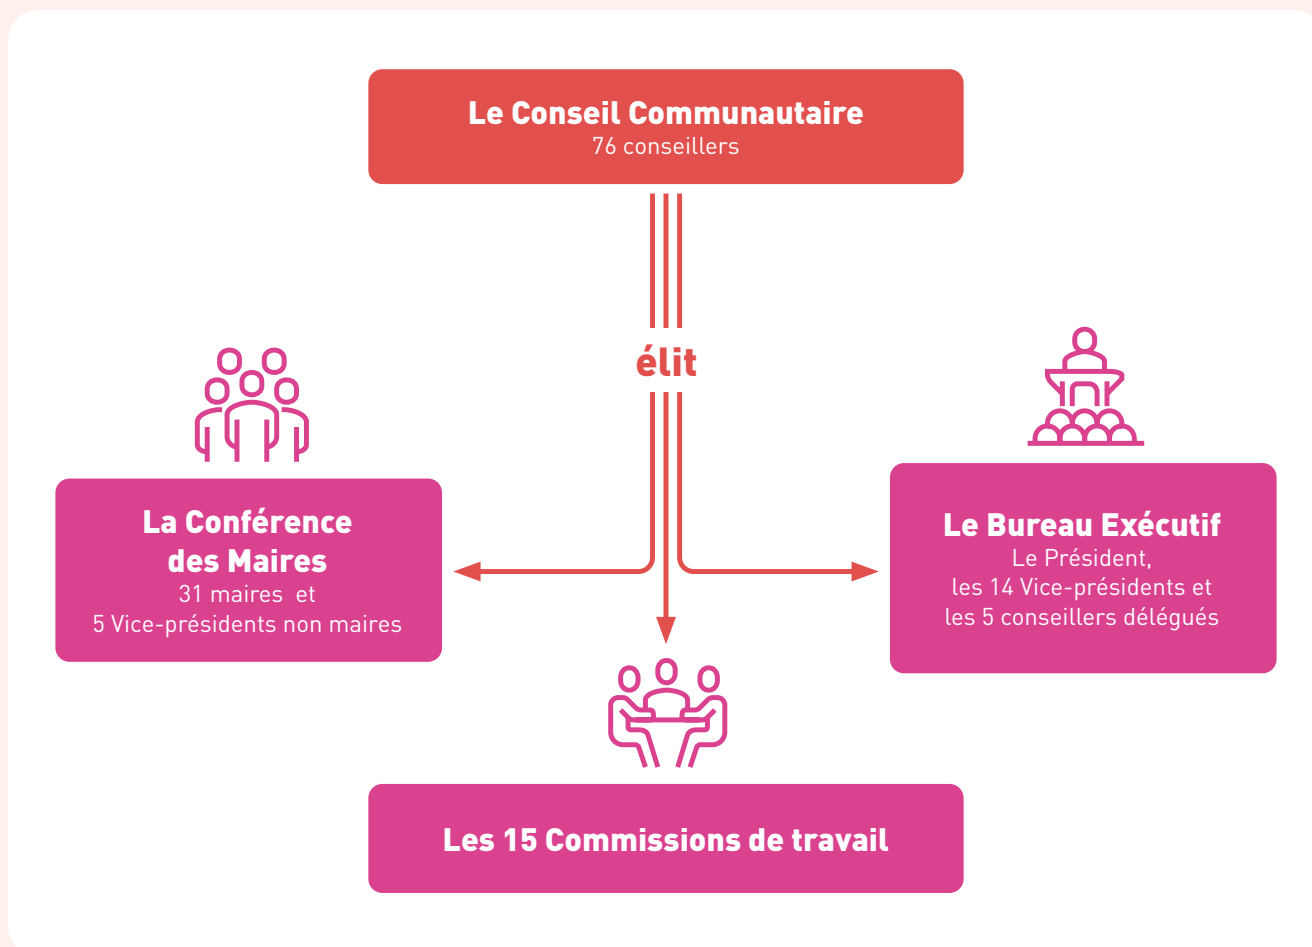 Le Conseil Communautaire
76 conseillers
élit
La Conférence
des Maires
31 maires et
5 Vice-présidents non maires
Le Bureau Exécutif
Le Président,
les 14 Vice-présidents et
les 5 conseillers délégués
Les 15 Commissions de travail